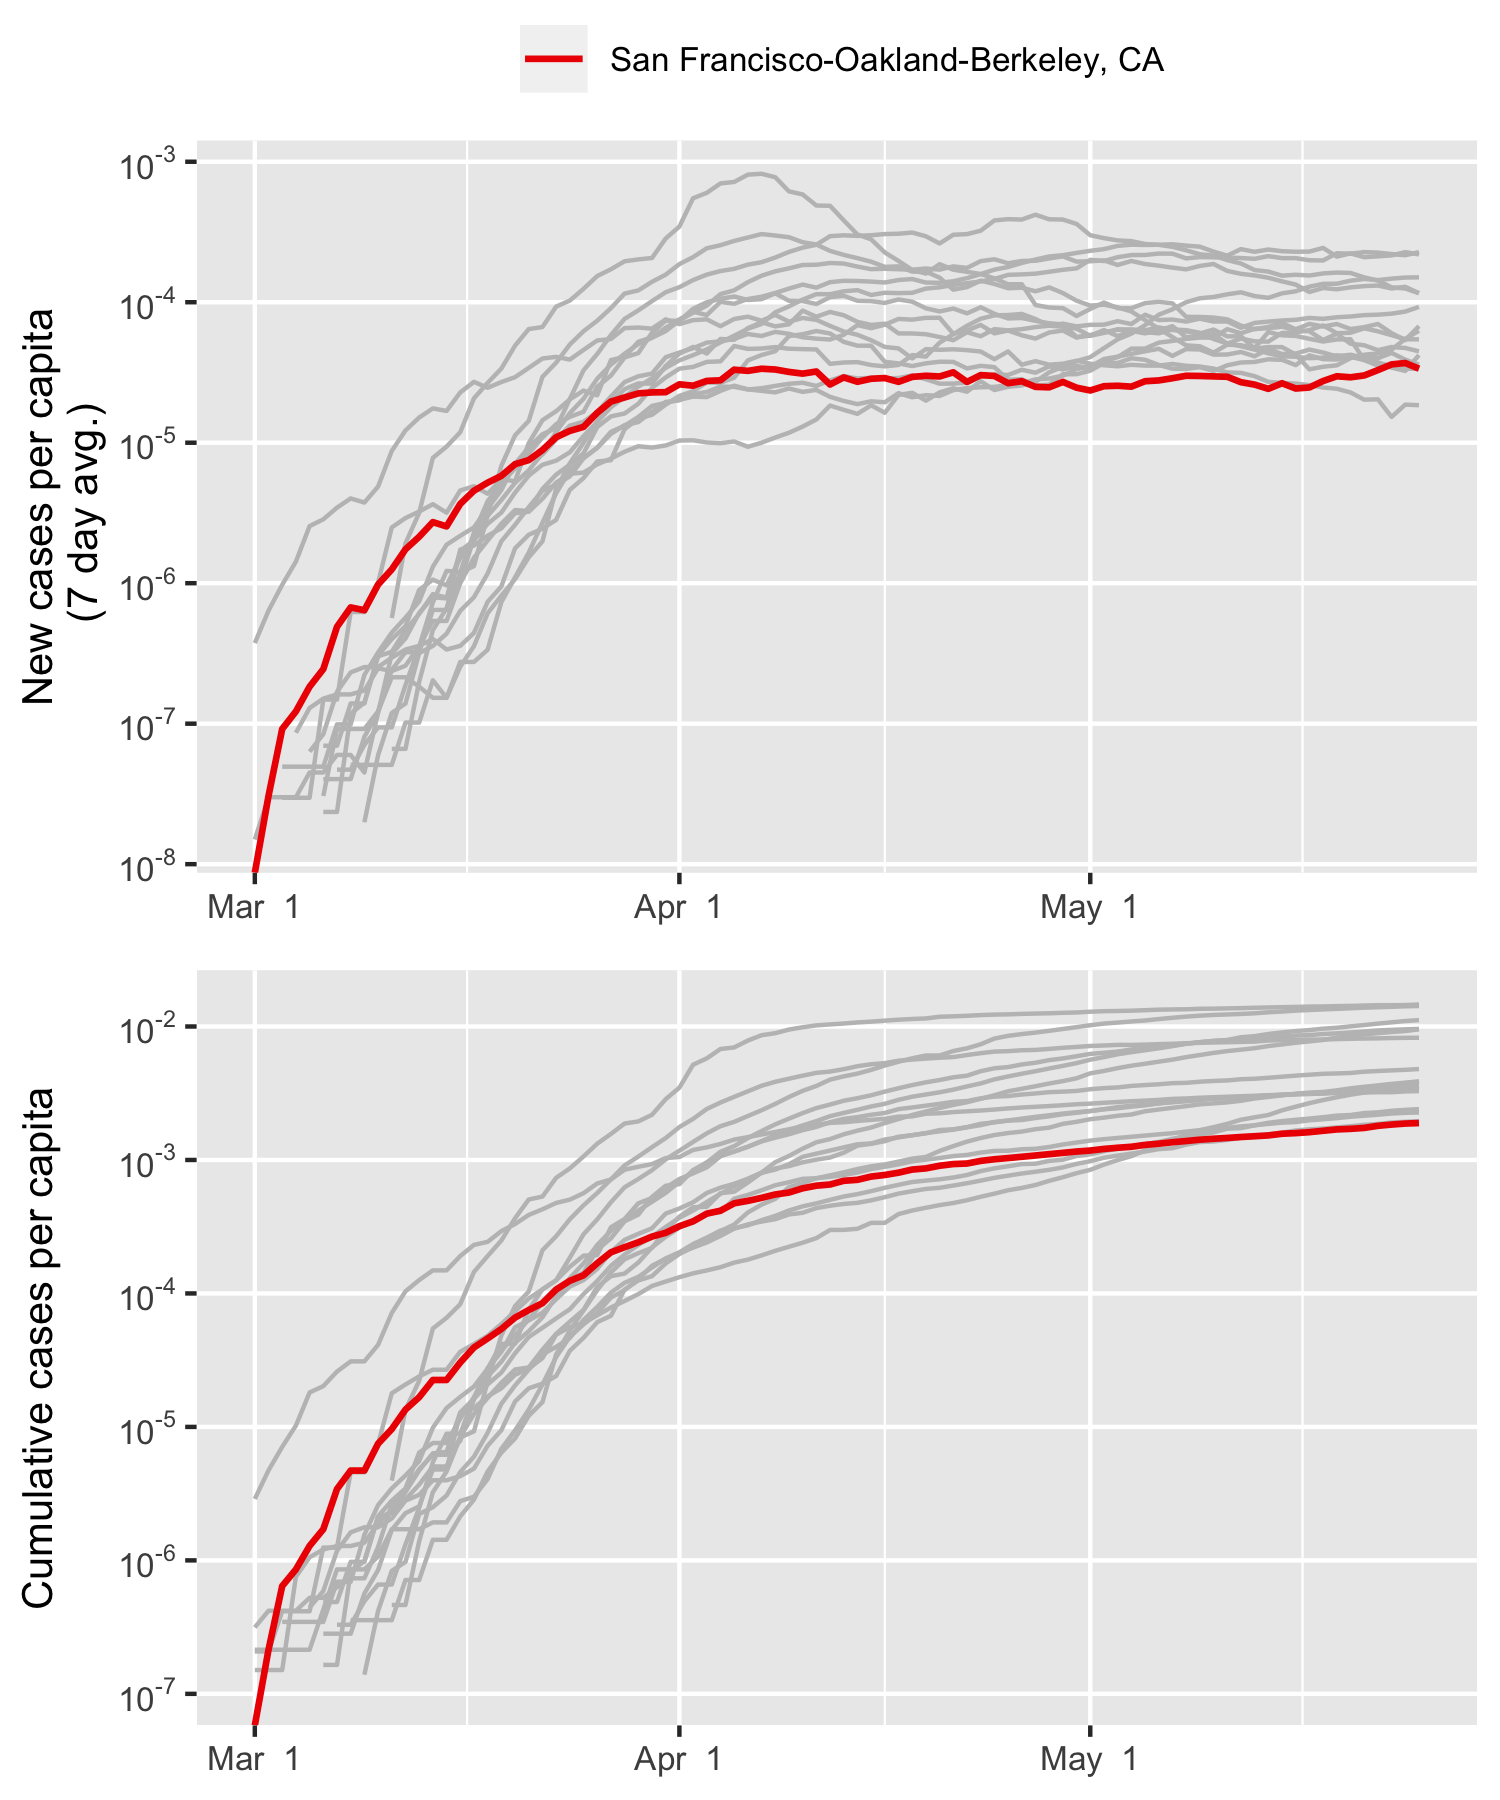 San Francisco-Oakland-Berkeley, CA
New cases per capita
(7 day avg.)
10^-3
10^-4
10^-5
10^-6
10^-7
10^-8
Mar 1
Apr 1
May 1
Cumulative cases per capita
10^-2
10^-3
10^-4
10^-5
10^-6
10^-7
Mar 1
Apr 1
May 1